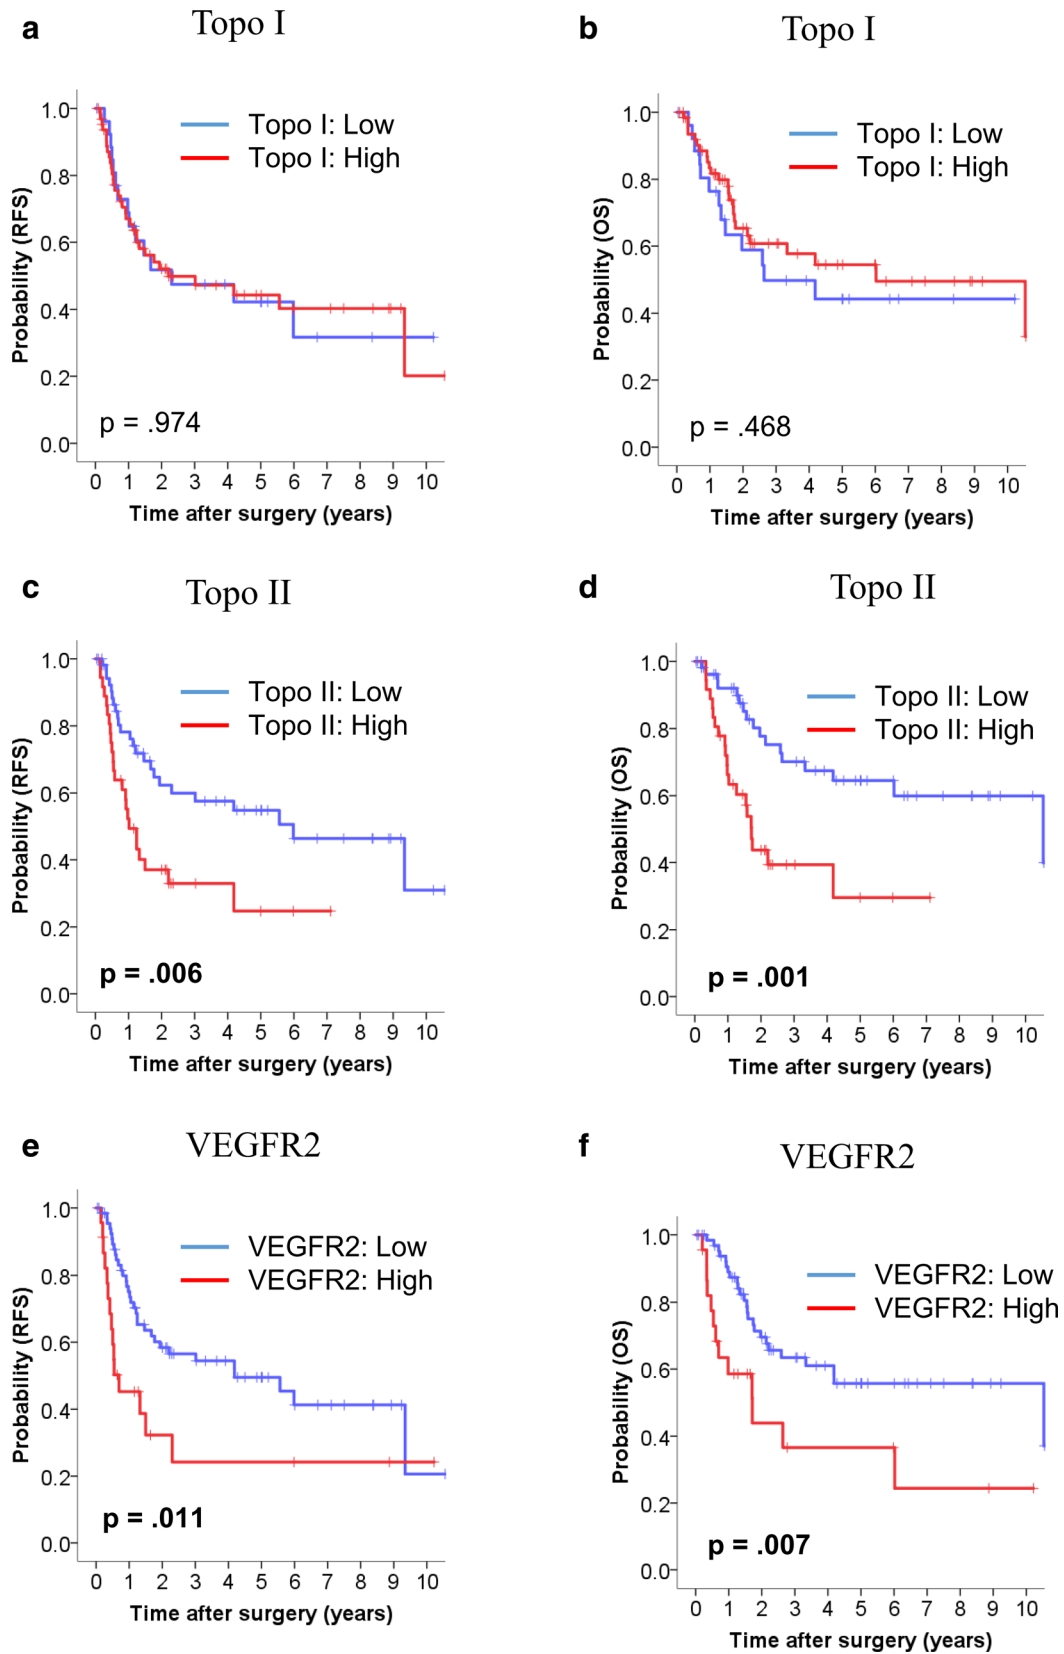 a Topo I
1.0
0.8
0.6
0.4
0.2
0.0
Probability (RFS)
Topo I: Low
Topo I: High
p = .974
0 1 2 3 4 5 6 7 8 9 10
Time after surgery (years)
b Topo I
1.0
0.8
0.6
0.4
0.2
0.0
Probability (OS)
Topo I: Low
Topo I: High
p = .468
0 1 2 3 4 5 6 7 8 9 10
Time after surgery (years)
c Topo II
1.0
0.8
0.6
0.4
0.2
0.0
Probability (RFS)
Topo II: Low
Topo II: High
p = .006
0 1 2 3 4 5 6 7 8 9 10
Time after surgery (years)
d Topo II
1.0
0.8
0.6
0.4
0.2
0.0
Probability (OS)
Topo II: Low
Topo II: High
p = .001
0 1 2 3 4 5 6 7 8 9 10
Time after surgery (years)
e VEGFR2
1.0
0.8
0.6
0.4
0.2
0.0
Probability (RFS)
VEGFR2: Low
VEGFR2: High
p = .011
0 1 2 3 4 5 6 7 8 9 10
Time after surgery (years)
f VEGFR2
1.0
0.8
0.6
0.4
0.2
0.0
Probability (OS)
VEGFR2: Low
VEGFR2: High
p = .007
0 1 2 3 4 5 6 7 8 9 10
Time after surgery (years)